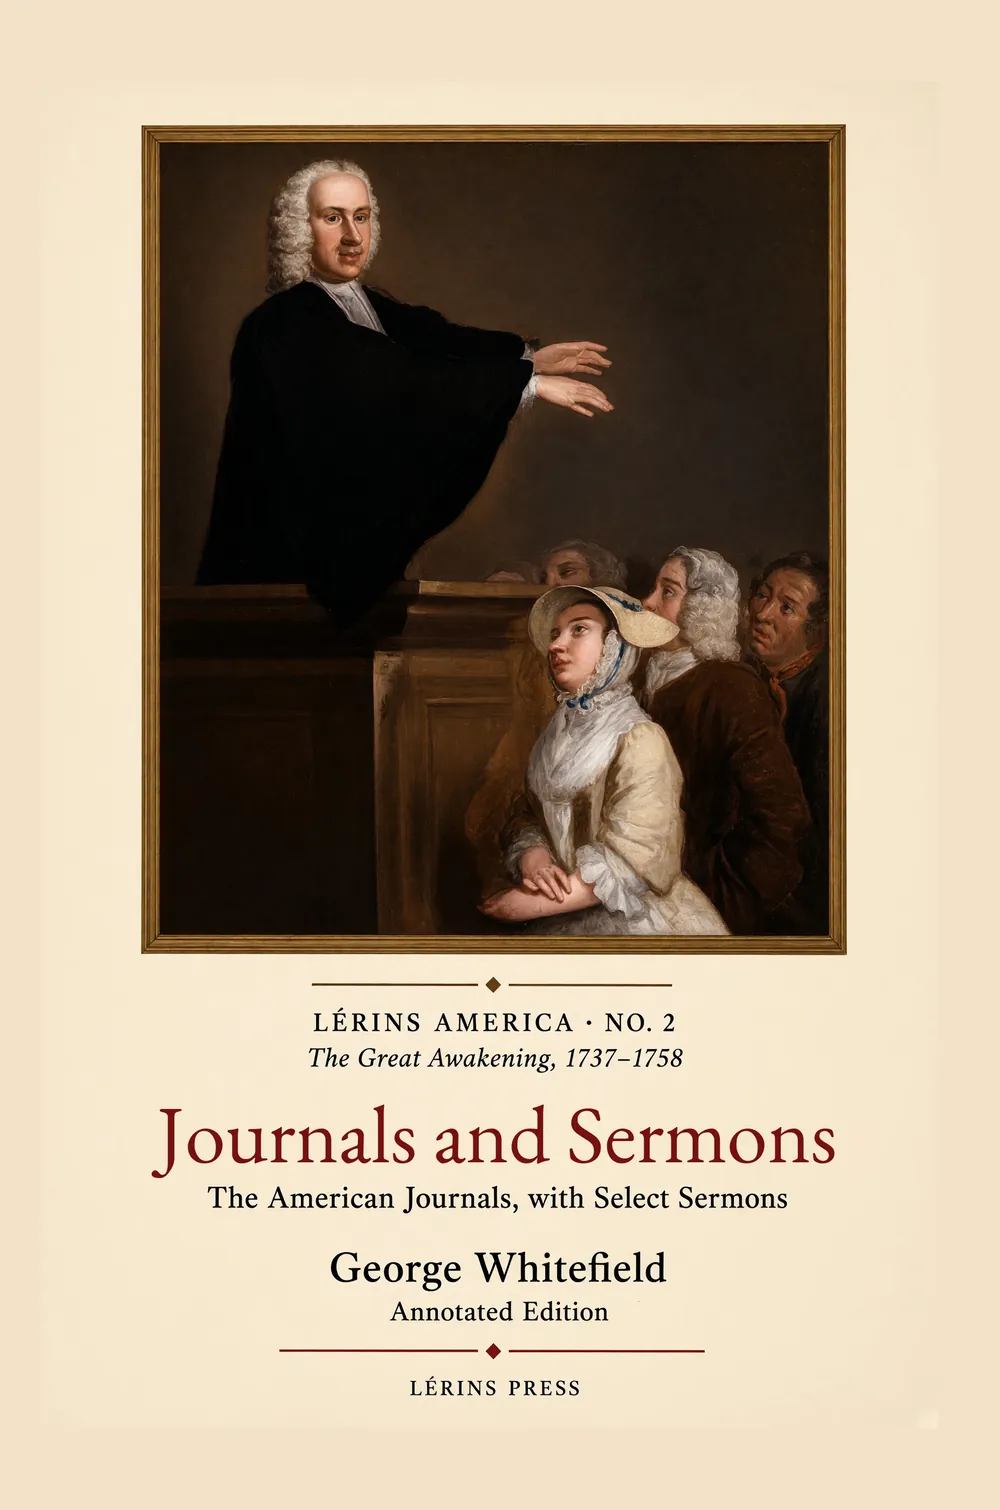 LÉRINS AMERICA · NO. 2
The Great Awakening, 1737–1758
Journals and Sermons
The American Journals, with Select Sermons
George Whitefield
Annotated Edition
LÉRINS PRESS